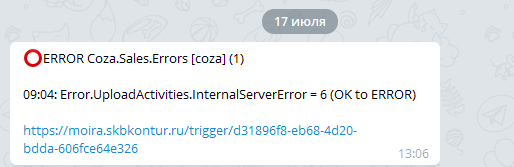 17 июля
ERROR Coza.Sales.Errors [coza] (1)
09:04: Error.UploadActivities.InternalServerError = 6 (OK to ERROR)
https://moira.skbkontur.ru/trigger/d31896f8-eb68-4d20-
bdda-606fce64e326
13:06